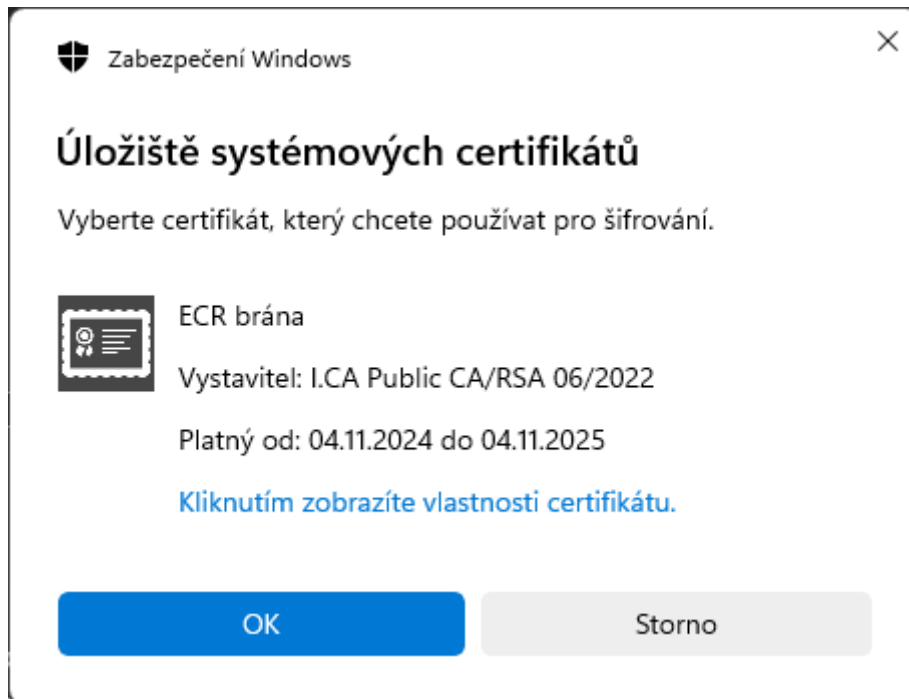 Zabezpečení Windows
Úložiště systémových certifikátů
Vyberte certifikát, který chcete používat pro šifrování.
ECR brána
Vystavitel: I.CA Public CA/RSA 06/2022
Platný od: 04.11.2024 do 04.11.2025
Kliknutím zobrazíte vlastnosti certifikátu.
OK
Storno